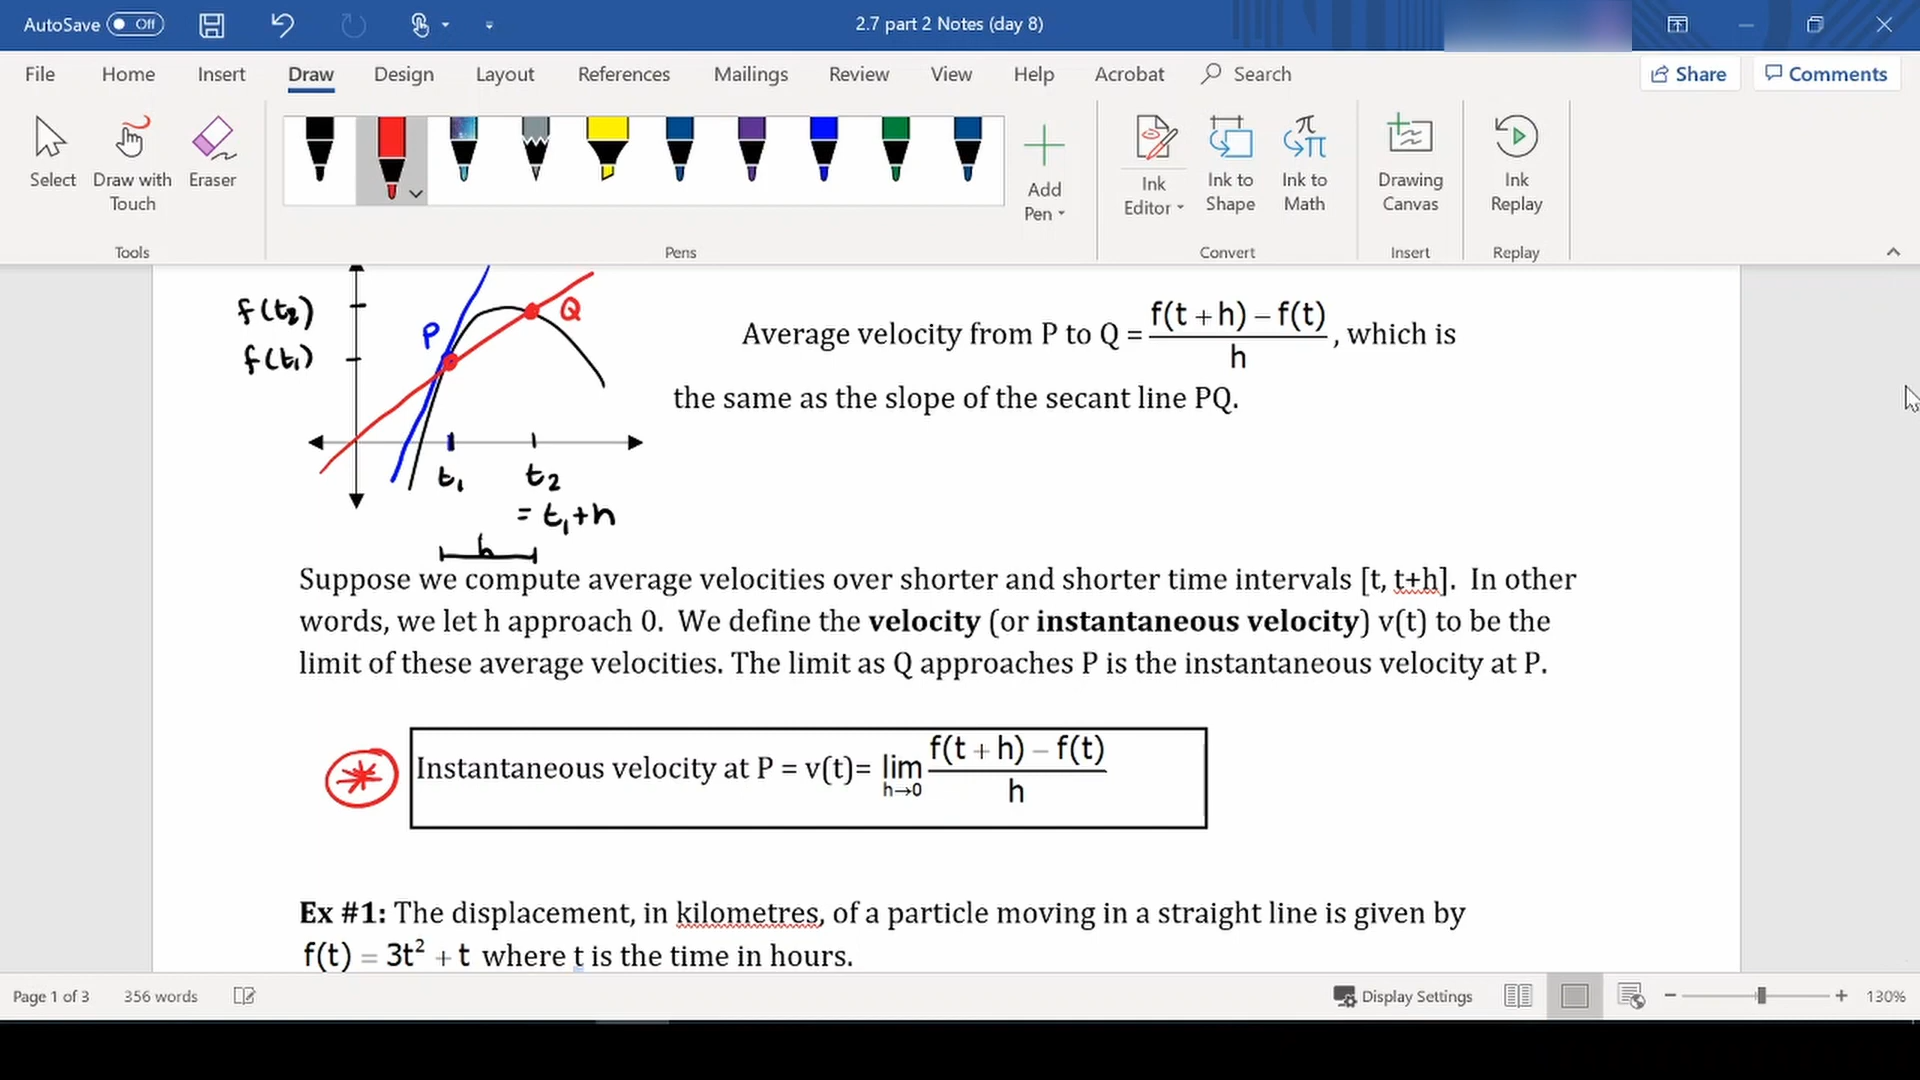 AutoSave Off 2.7 part 2 Notes (day 8)
File Home Insert Draw Design Layout References Mailings Review View Help Acrobat Search Share Comments
Select Draw with Touch Eraser Add Pen Ink Editor Ink to Shape Ink to Math Drawing Canvas Ink Replay
Tools Pens Convert Insert Replay
f(t₂)
f(t₁)
P
Q
t₁
t₂
= t₁+h
h
Average velocity from P to Q = (f(t + h) – f(t))/h , which is
the same as the slope of the secant line PQ.
Suppose we compute average velocities over shorter and shorter time intervals [t, t+h]. In other
words, we let h approach 0. We define the velocity (or instantaneous velocity) v(t) to be the
limit of these average velocities. The limit as Q approaches P is the instantaneous velocity at P.
Instantaneous velocity at P = v(t)= lim h→0 (f(t + h) – f(t))/h
Ex #1: The displacement, in kilometres, of a particle moving in a straight line is given by
f(t) = 3t² + t where t is the time in hours.
Page 1 of 3 356 words Display Settings 130%